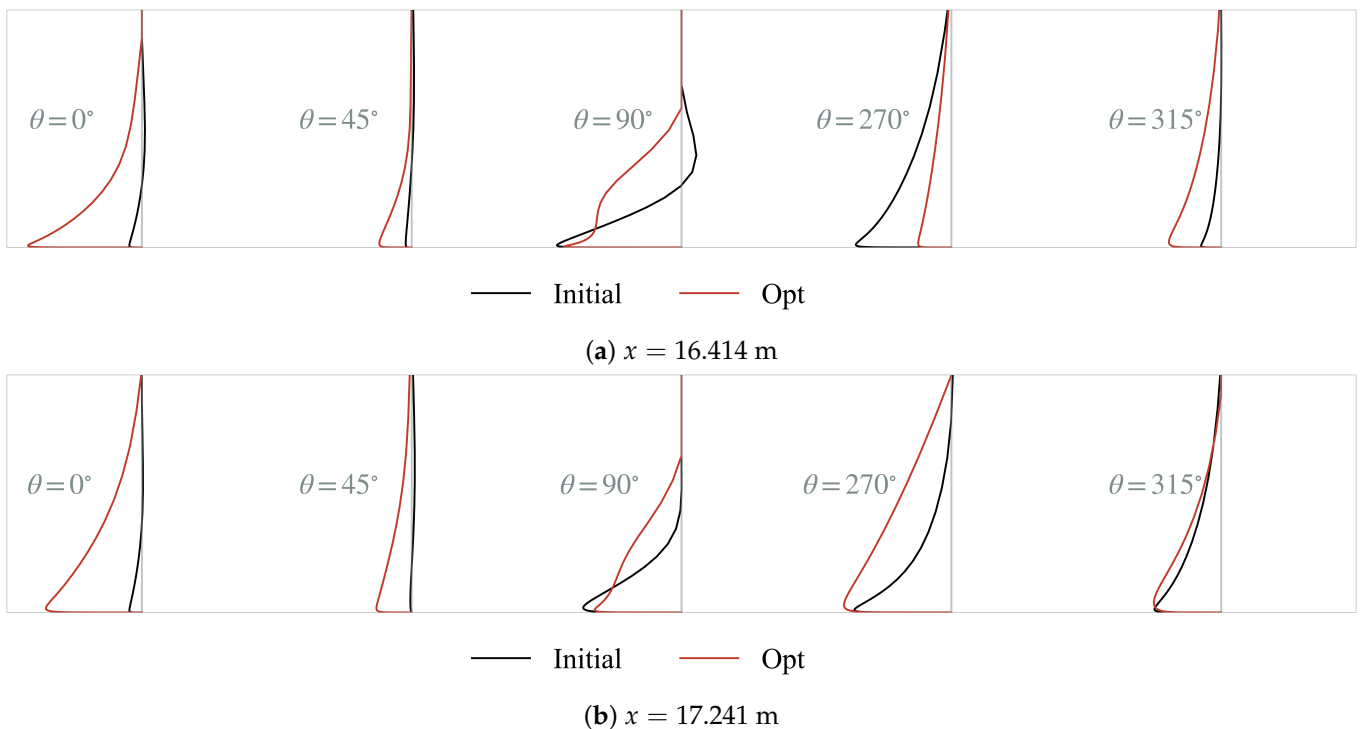 θ = 0° θ = 45° θ = 90° θ = 270° θ = 315°
Initial Opt
(a) x = 16.414 m
θ = 0° θ = 45° θ = 90° θ = 270° θ = 315°
Initial Opt
(b) x = 17.241 m